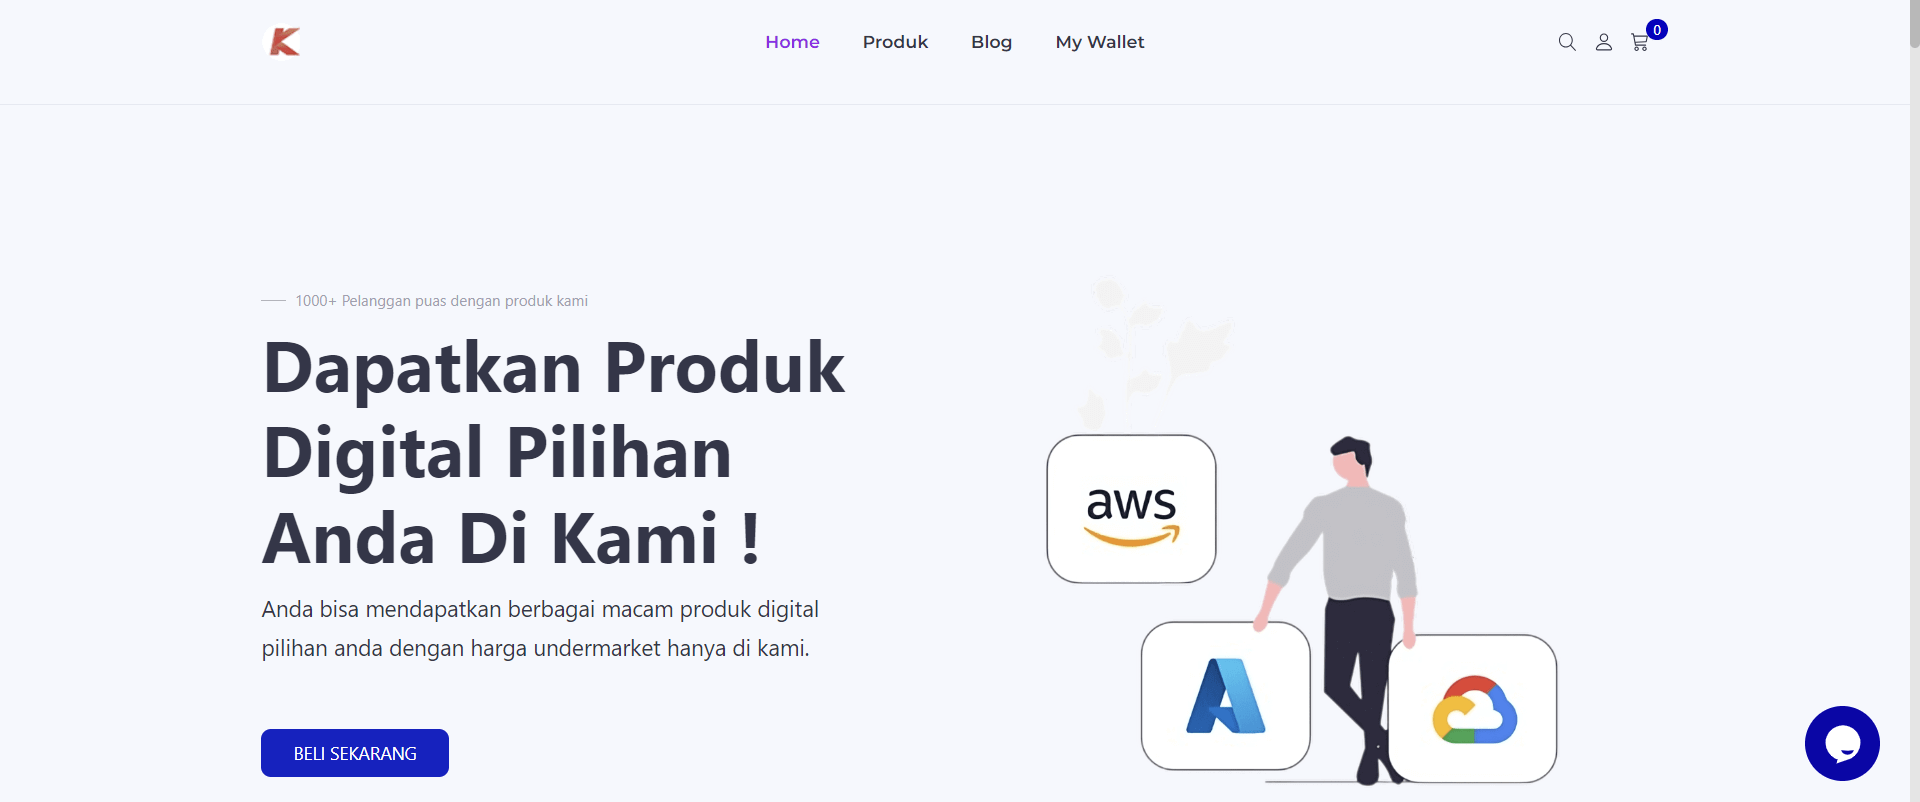 K
Home
Produk
Blog
My Wallet
0
1000+ Pelanggan puas dengan produk kami
Dapatkan Produk
Digital Pilihan
Anda Di Kami !
Anda bisa mendapatkan berbagai macam produk digital
pilihan anda dengan harga undermarket hanya di kami.
BELI SEKARANG
aws